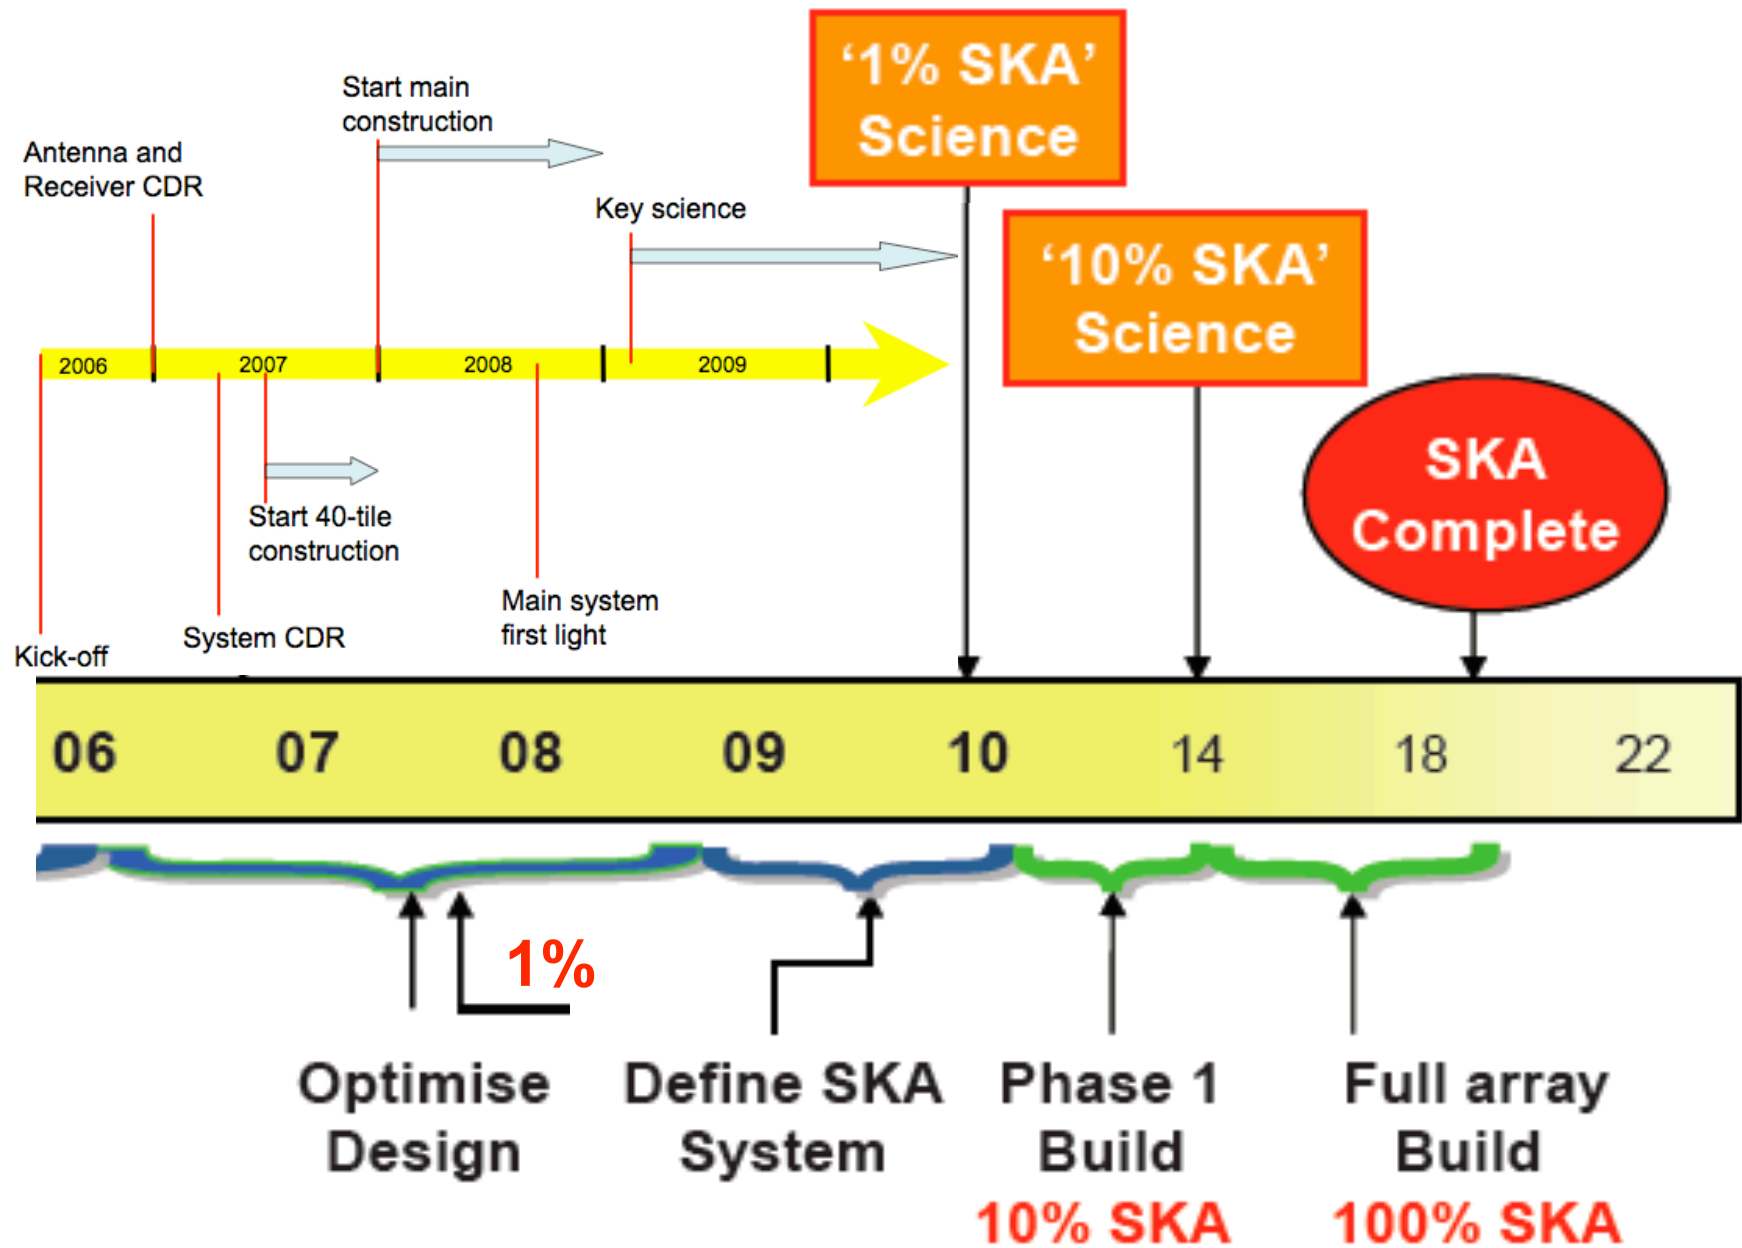 ‘1% SKA’
Science
Start main
construction
Antenna and
Receiver CDR
Key science
‘10% SKA’
Science
2006 2007 2008 2009
SKA
Complete
Start 40-tile
construction
Main system
first light
System CDR
Kick-off
06 07 08 09 10 14 18 22
1%
Optimise
Design
Define SKA
System
Phase 1
Build
10% SKA
Full array
Build
100% SKA